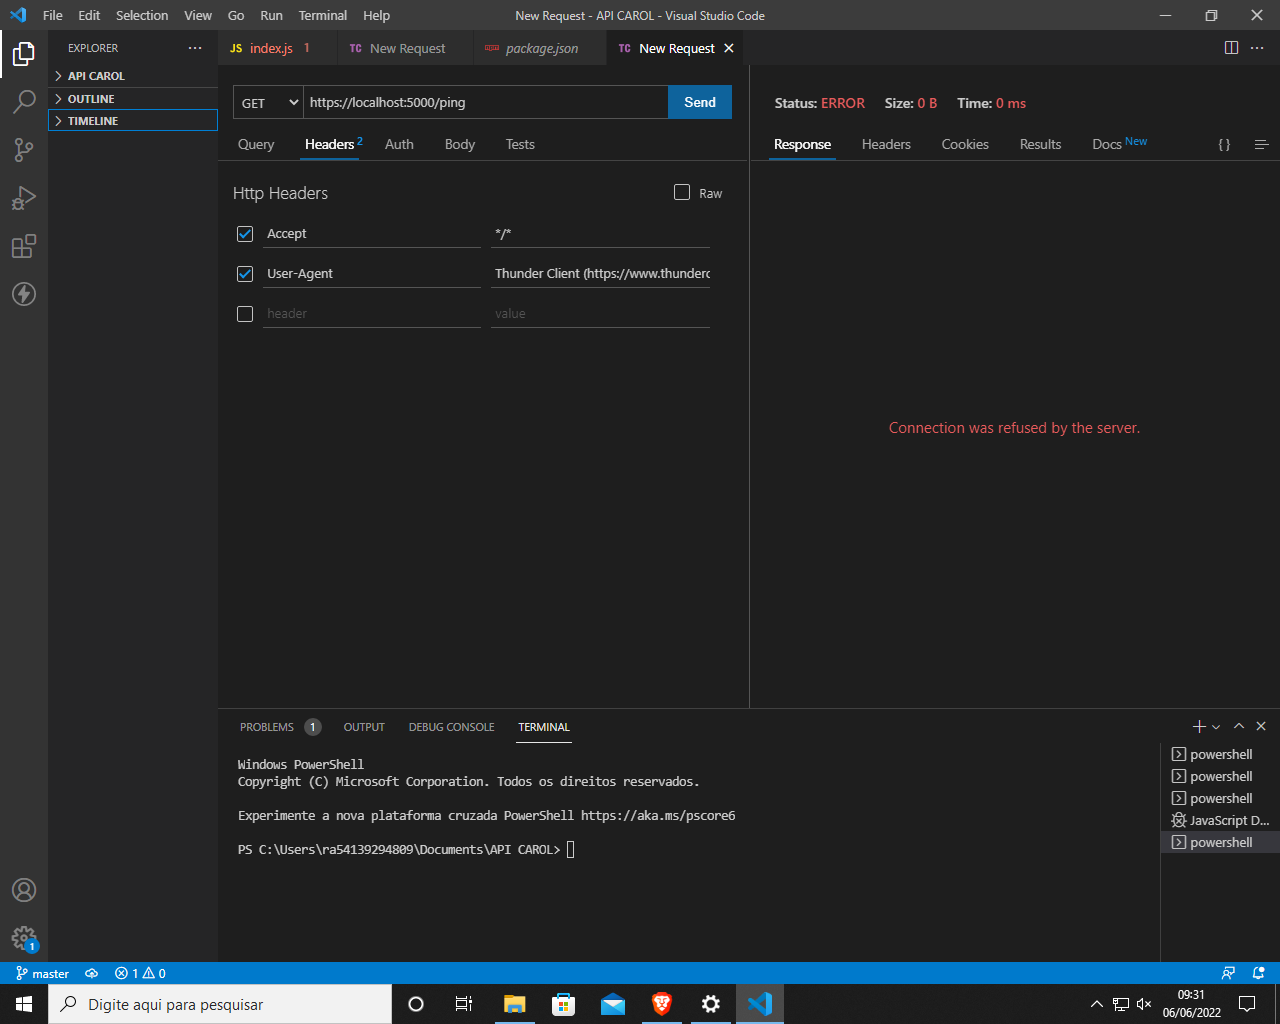 File Edit Selection View Go Run Terminal Help
New Request - API CAROL - Visual Studio Code
EXPLORER
API CAROL
OUTLINE
TIMELINE
JS index.js 1
TC New Request
package.json
TC New Request
GET
https://localhost:5000/ping
Send
Query Headers 2 Auth Body Tests
Http Headers
Raw
Accept */*
User-Agent Thunder Client (https://www.thunderc
header value
Status: ERROR Size: 0 B Time: 0 ms
Response Headers Cookies Results Docs New
{ }
Connection was refused by the server.
PROBLEMS 1 OUTPUT DEBUG CONSOLE TERMINAL
Windows PowerShell
Copyright (C) Microsoft Corporation. Todos os direitos reservados.
Experimente a nova plataforma cruzada PowerShell https://aka.ms/pscore6
PS C:\Users\ra54139294809\Documents\API CAROL>
powershell
powershell
powershell
JavaScript D...
powershell
1
master
1 0
Digite aqui para pesquisar
09:31
06/06/2022